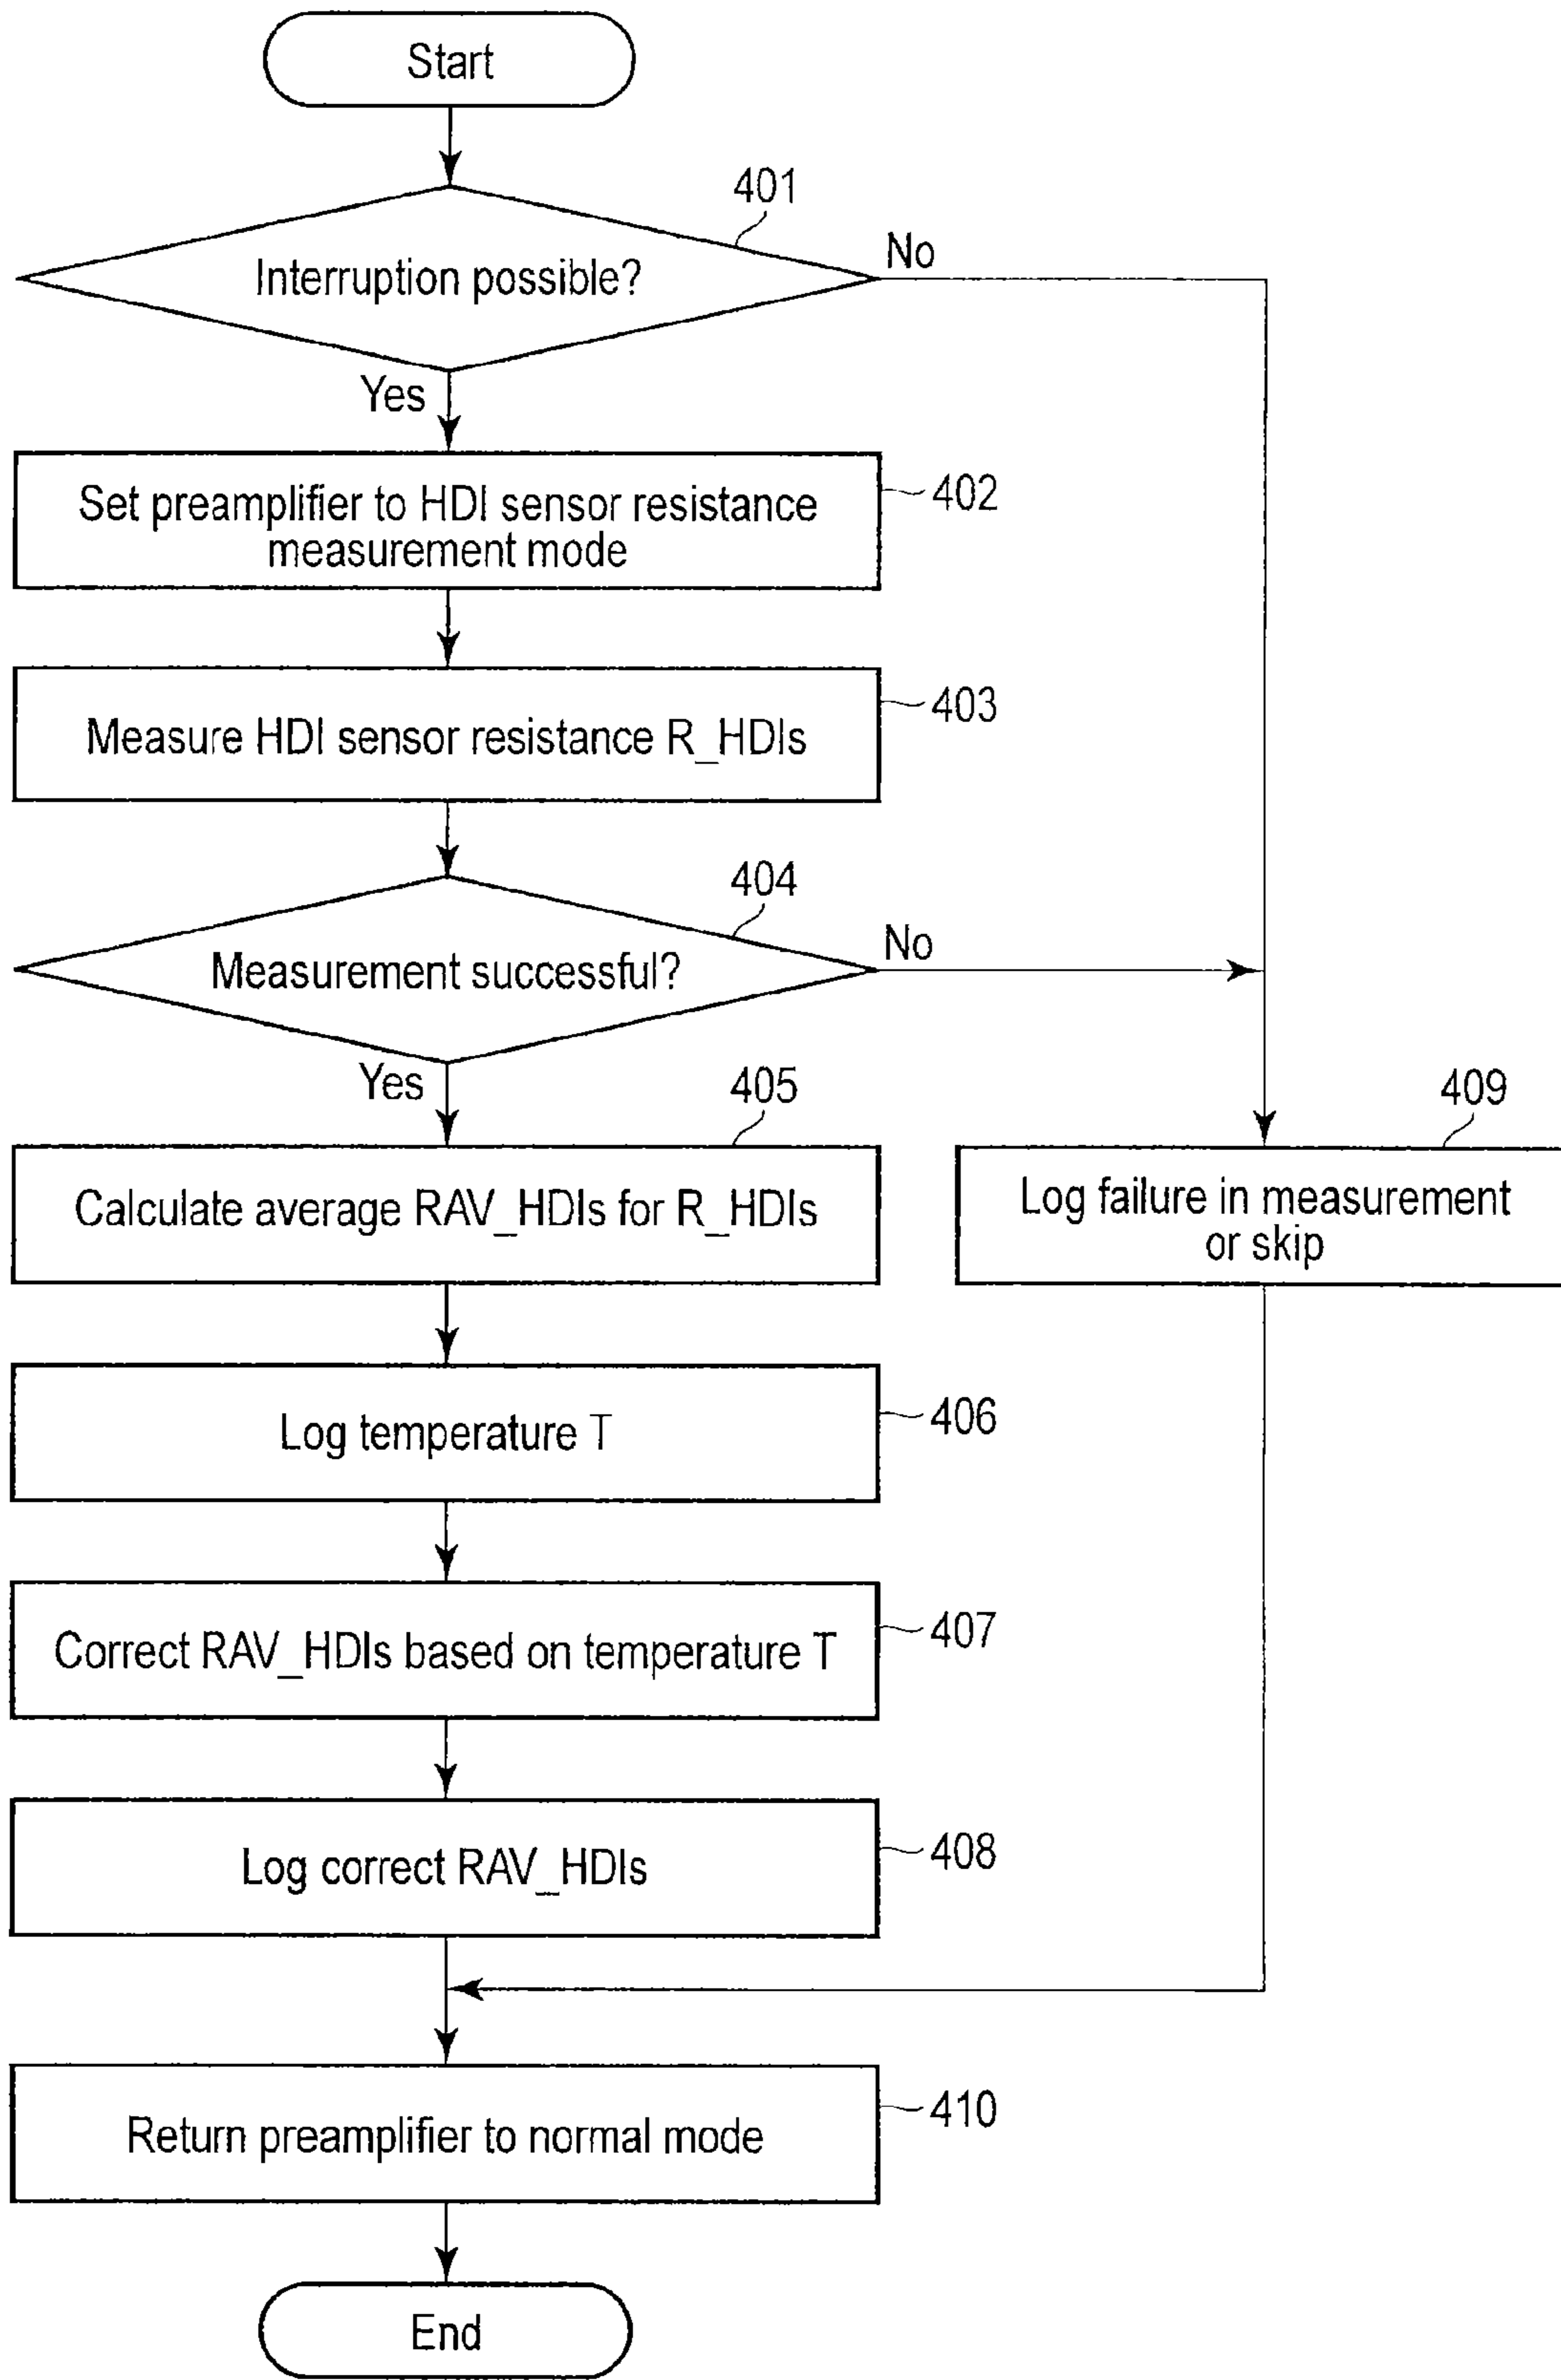 Start
401
Interruption possible?
No
Yes
Set preamplifier to HDI sensor resistance
measurement mode
402
Measure HDI sensor resistance R_HDIs
403
404
Measurement successful?
No
Yes
405
Calculate average RAV_HDIs for R_HDIs
409
Log failure in measurement
or skip
Log temperature T
406
Correct RAV_HDIs based on temperature T
407
Log correct RAV_HDIs
408
Return preamplifier to normal mode
410
End